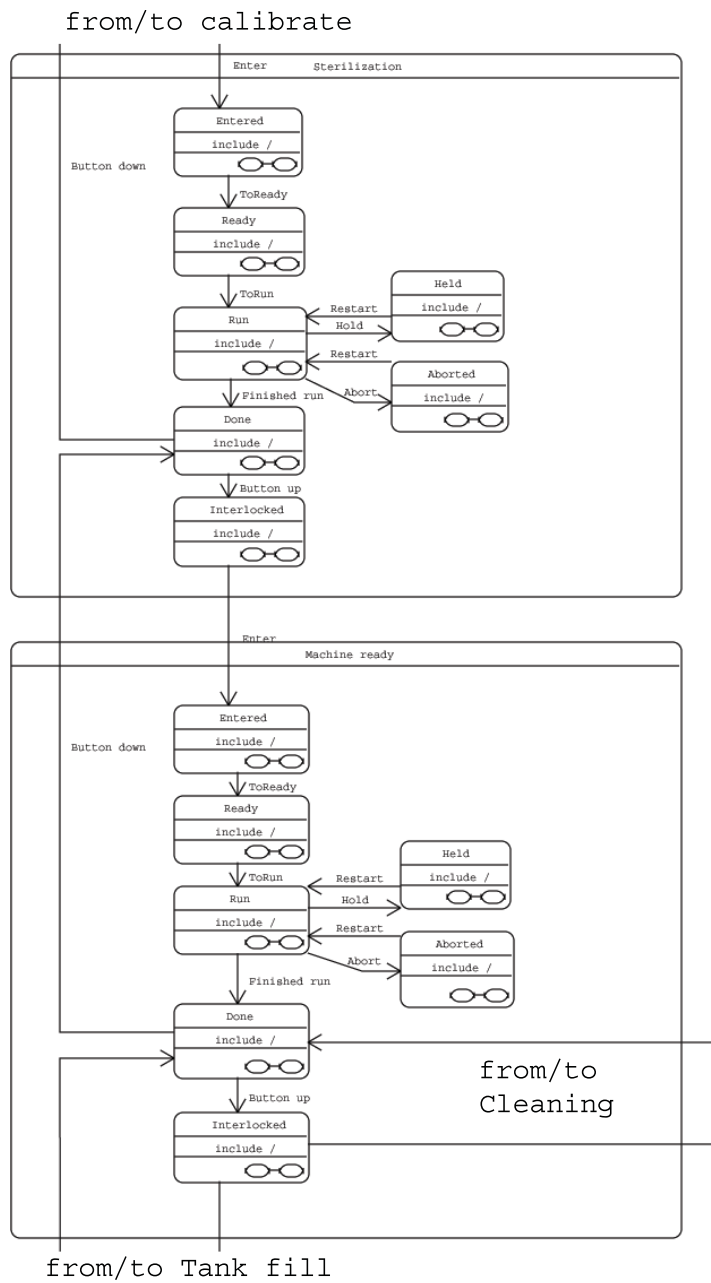 from/to calibrate
Enter Sterilization
Entered
include /
Button down
ToReady
Ready
include /
ToRun
Held
include /
Run
include /
Restart
Hold
Restart
Aborted
include /
Abort
Finished run
Done
include /
Button up
Interlocked
include /
Enter
Machine ready
Entered
include /
Button down
ToReady
Ready
include /
ToRun
Held
include /
Run
include /
Restart
Hold
Restart
Aborted
include /
Abort
Finished run
Done
include /
from/to
Cleaning
Button up
Interlocked
include /
from/to Tank fill